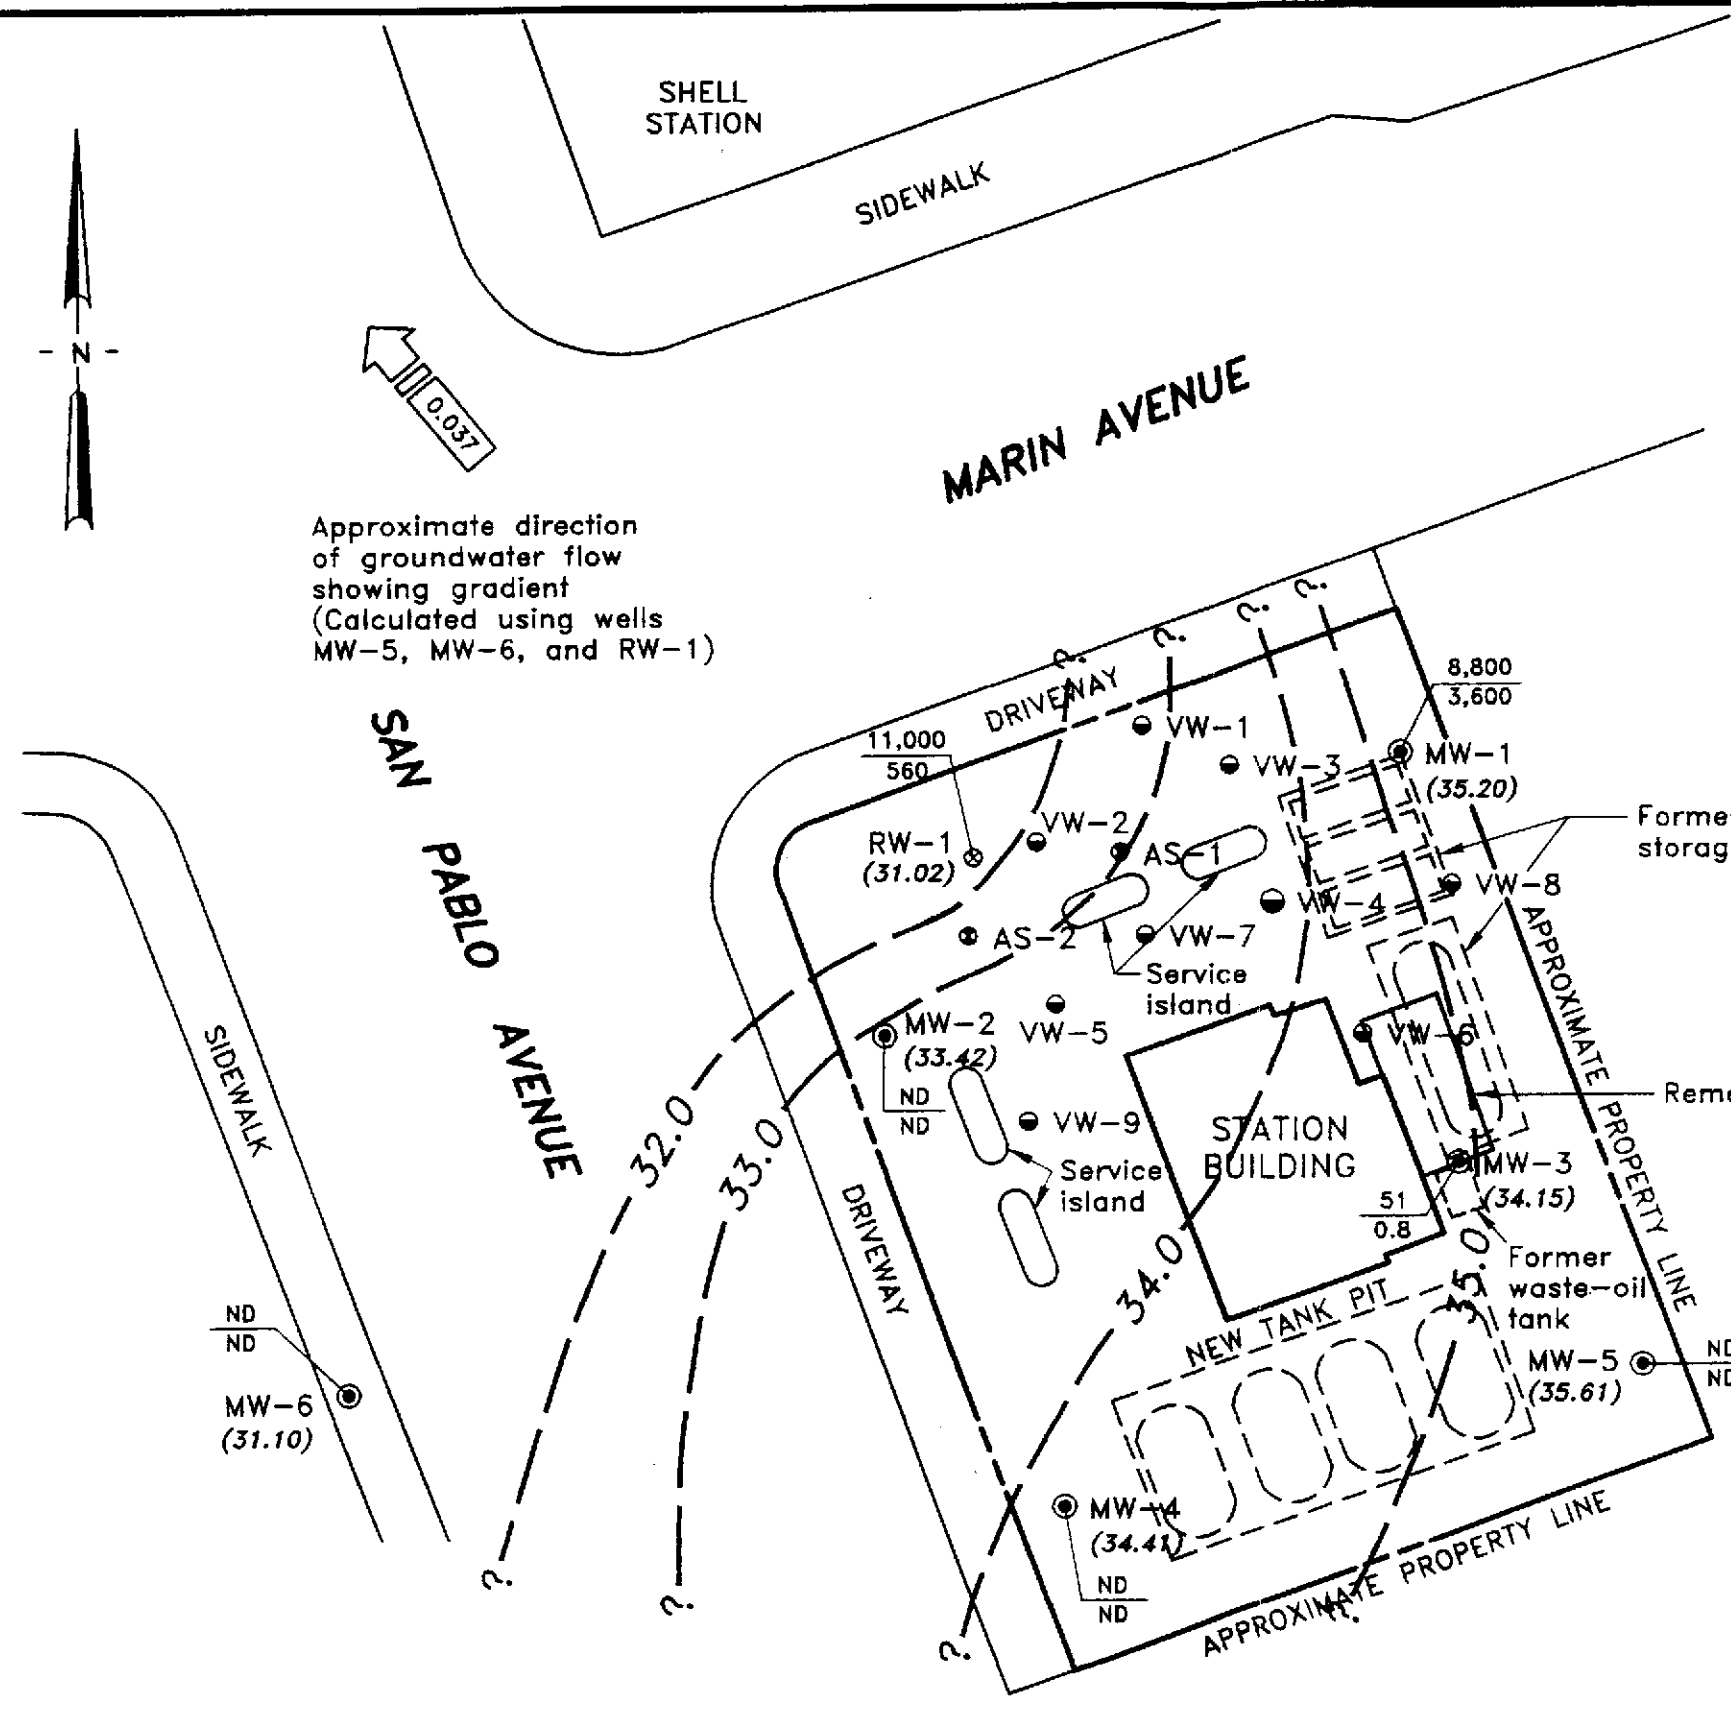 SHELL
STATION
SIDEWALK
- N -
0.037
MARIN AVENUE
Approximate direction
of groundwater flow
showing gradient
(Calculated using wells
MW-5, MW-6, and RW-1)
?.
?.
?.
?.
8,800
3,600
DRIVEWAY
VW-1
SAN PABLO AVENUE
11,000
560
VW-3
MW-1
(35.20)
VW-2
RW-1
(31.02)
AS-1
VW-8
VW-4
AS-2
VW-7
Service
island
APPROXIMATE PROPERTY LINE
MW-2
(33.42)
VW-5
VW-6
SIDEWALK
ND
ND
VW-9
32.0
33.0
STATION
BUILDING
Service
island
MW-3
(34.15)
51
0.8
DRIVEWAY
34.0
35.0
Former
waste-oil
tank
NEW TANK PIT
ND
ND
MW-6
(31.10)
MW-5
(35.61)
MW-4
(34.41)
ND
ND
?.
?.
?.
?.
APPROXIMATE PROPERTY LINE